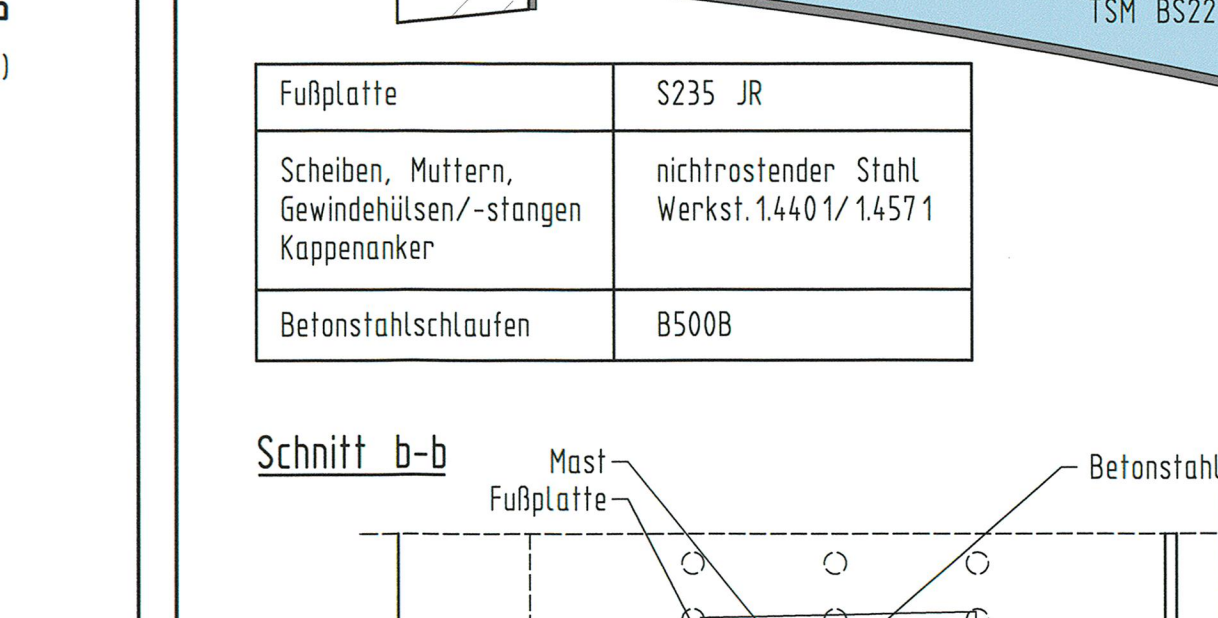 TSM BS22
)
Fußplatte S235 JR
Scheiben, Muttern, nichtrostender Stahl
Gewindehülsen/-stangen Werkst.1.4401/1.4571
Kappenanker
Betonstahlschlaufen B500B
Schnitt b-b
Mast
Betonstahl
Fußplatte